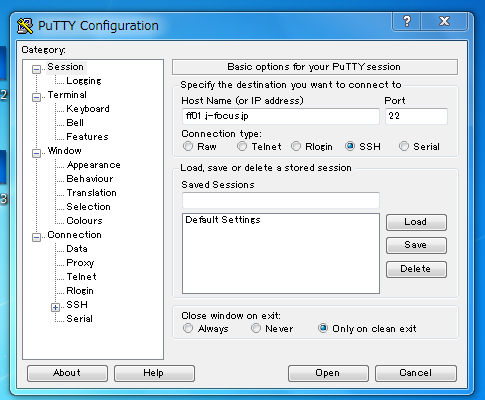 PuTTY Configuration
Category:
Session
Logging
Terminal
Keyboard
Bell
Features
Window
Appearance
Behaviour
Translation
Selection
Colours
Connection
Data
Proxy
Telnet
Rlogin
SSH
Serial
Basic options for your PuTTY session
Specify the destination you want to connect to
Host Name (or IP address) Port
ff01.j-focus.jp 22
Connection type:
Raw Telnet Rlogin SSH Serial
Load, save or delete a stored session
Saved Sessions
Default Settings
Load
Save
Delete
Close window on exit:
Always Never Only on clean exit
About Help Open Cancel
2
3